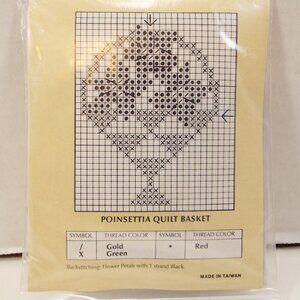 POINSETTIA QUILT BASKET
SYMBOL THREAD COLOR SYMBOL THREAD COLOR
/ Gold * Red
X Green
Backstitching: Flower Petals with 1 strand Black.
MADE IN TAIWAN